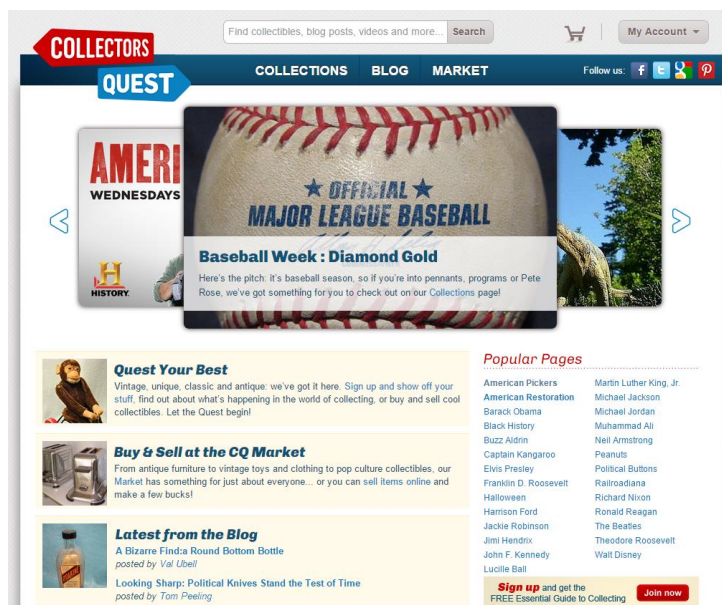 Find collectibles, blog posts, videos and more... Search
My Account
COLLECTORS
QUEST
COLLECTIONS BLOG MARKET
Follow us:
AMERI
WEDNESDAYS
H
HISTORY
OFFICIAL
MAJOR LEAGUE BASEBALL
Baseball Week : Diamond Gold
Here's the pitch: it's baseball season, so if you're into pennants, programs or Pete
Rose, we've got something for you to check out on our Collections page!
Quest Your Best
Vintage, unique, classic and antique: we've got it here. Sign up and show off your
stuff, find out about what's happening in the world of collecting, or buy and sell cool
collectibles. Let the Quest begin!
Buy & Sell at the CQ Market
From antique furniture to vintage toys and clothing to pop culture collectibles, our
Market has something for just about everyone... or you can sell items online and
make a few bucks!
Latest from the Blog
A Bizarre Find:a Round Bottom Bottle
posted by Val Ubell
Looking Sharp: Political Knives Stand the Test of Time
posted by Tom Peeling
Popular Pages
American Pickers
American Restoration
Barack Obama
Black History
Buzz Aldrin
Captain Kangaroo
Elvis Presley
Franklin D. Roosevelt
Halloween
Harrison Ford
Jackie Robinson
Jimi Hendrix
John F. Kennedy
Lucille Ball
Martin Luther King, Jr.
Michael Jackson
Michael Jordan
Muhammad Ali
Neil Armstrong
Peanuts
Political Buttons
Railroadiana
Richard Nixon
Ronald Reagan
The Beatles
Theodore Roosevelt
Walt Disney
Sign up and get the
FREE Essential Guide to Collecting
Join now